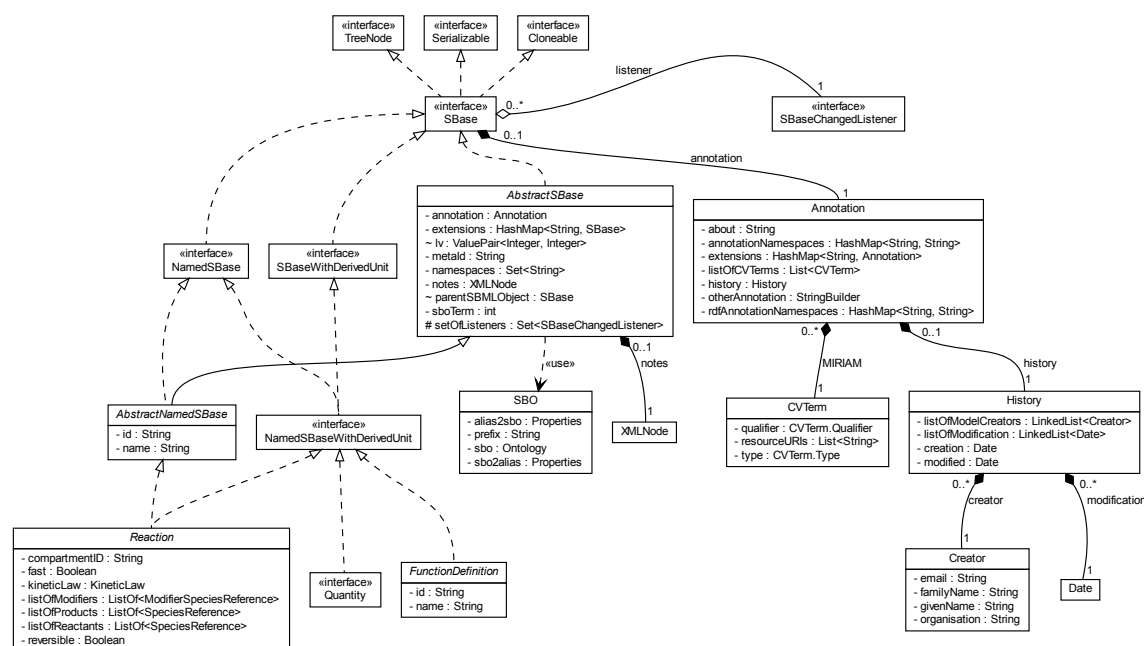 «interface»
TreeNode
«interface»
Serializable
«interface»
Cloneable
listener
«interface»
SBase
0..*
1
«interface»
SBaseChangedListener
0..1
annotation
1
AbstractSBase
- annotation : Annotation
- extensions : HashMap<String, SBase>
~ lv : ValuePair<Integer, Integer>
- metaId : String
- namespaces : Set<String>
- notes : XMLNode
~ parentSBMLObject : SBase
- sboTerm : int
# setOfListeners : Set<SBaseChangedListener>
Annotation
- about : String
- annotationNamespaces : HashMap<String, String>
- extensions : HashMap<String, Annotation>
- listOfCVTerms : List<CVTerm>
- history : History
- otherAnnotation : StringBuilder
- rdfAnnotationNamespaces : HashMap<String, String>
«interface»
NamedSBase
«interface»
SBaseWithDerivedUnit
0..1
«use»
notes
1
0..*
MIRIAM
1
0..1
history
1
AbstractNamedSBase
- id : String
- name : String
«interface»
NamedSBaseWithDerivedUnit
SBO
- alias2sbo : Properties
- prefix : String
- sbo : Ontology
- sbo2alias : Properties
XMLNode
CVTerm
- qualifier : CVTerm.Qualifier
- resourceURIs : List<String>
- type : CVTerm.Type
History
- listOfModelCreators : LinkedList<Creator>
- listOfModification : LinkedList<Date>
- creation : Date
- modified : Date
0..*
creator
1
0..*
modification
1
Reaction
- compartmentID : String
- fast : Boolean
- kineticLaw : KineticLaw
- listOfModifiers : ListOf<ModifierSpeciesReference>
- listOfProducts : ListOf<SpeciesReference>
- listOfReactants : ListOf<SpeciesReference>
- reversible : Boolean
«interface»
Quantity
FunctionDefinition
- id : String
- name : String
Creator
- email : String
- familyName : String
- givenName : String
- organisation : String
Date